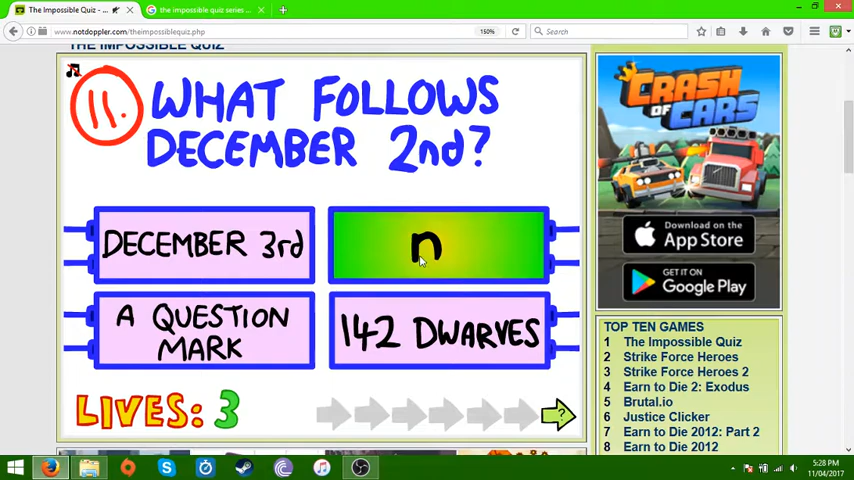 The Impossible Quiz - ...
the impossible quiz series ...
www.notdoppler.com/theimpossiblequiz.php
150%
Search
THE IMPOSSIBLE QUIZ
11.
WHAT FOLLOWS
DECEMBER 2nd?
DECEMBER 3rd
n
A QUESTION
MARK
142 DWARVES
LIVES: 3
?
CRASH
OF
CARS
Download on the
App Store
GET IT ON
Google Play
TOP TEN GAMES
1 The Impossible Quiz
2 Strike Force Heroes
3 Strike Force Heroes 2
4 Earn to Die 2: Exodus
5 Brutal.io
6 Justice Clicker
7 Earn to Die 2012: Part 2
8 Earn to Die 2012
5:28 PM
11/04/2017